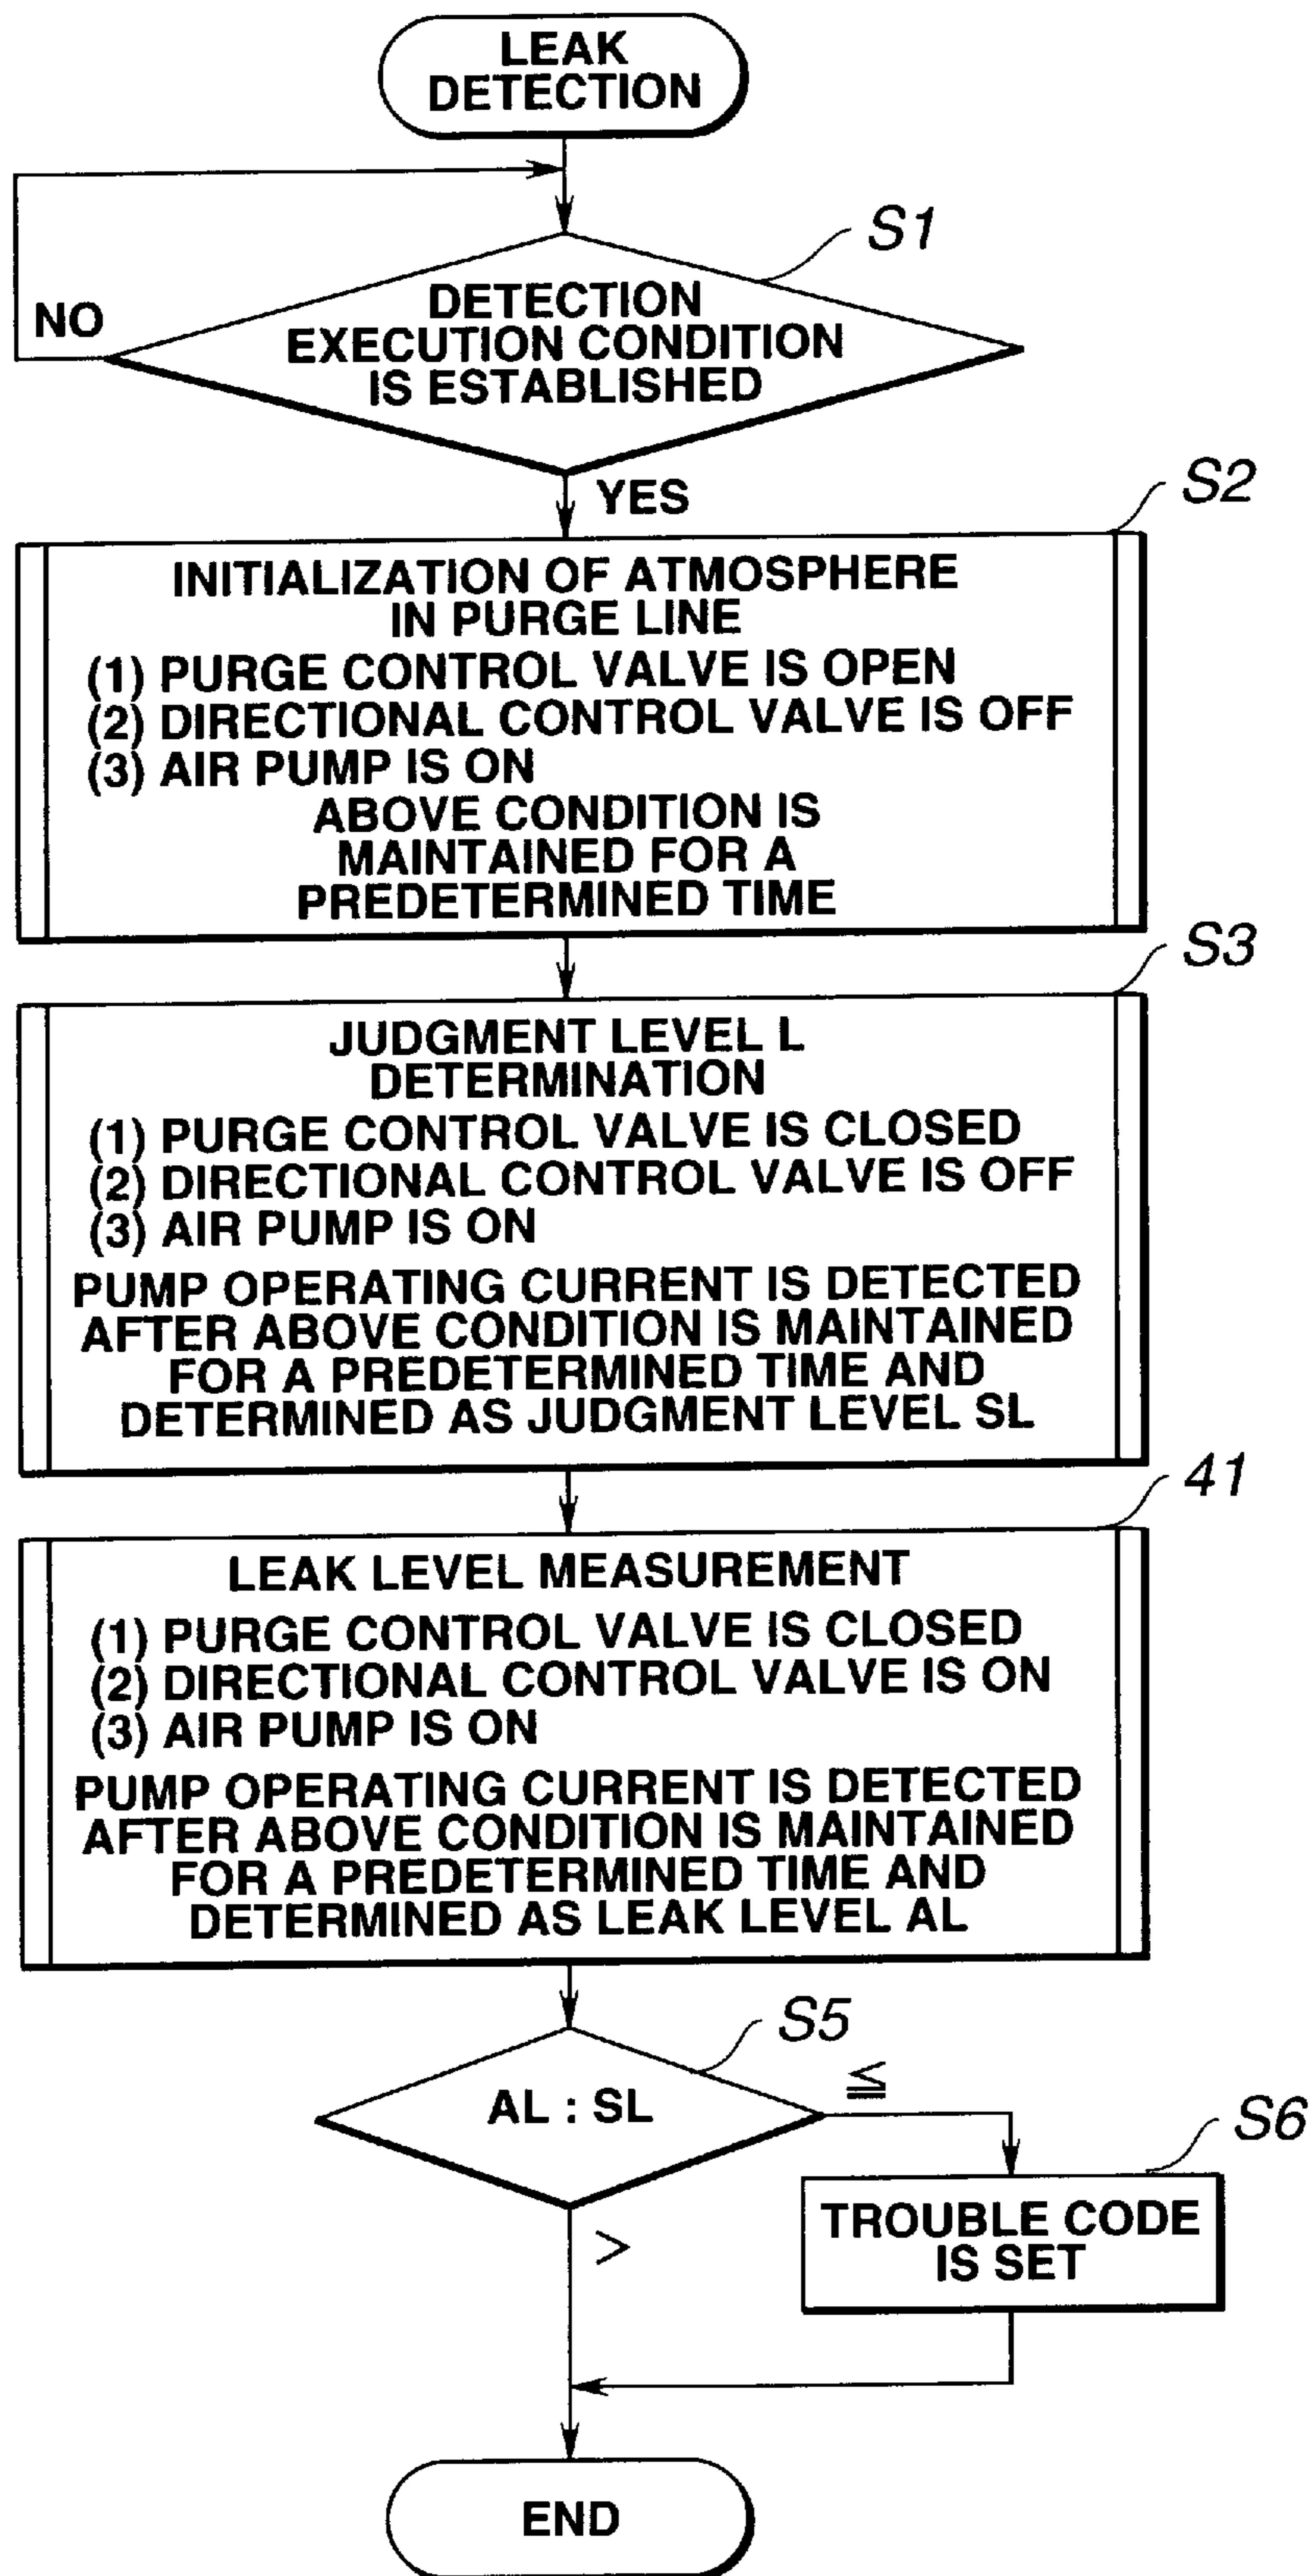 LEAK
DETECTION
S1
DETECTION
EXECUTION CONDITION
IS ESTABLISHED
NO
YES
S2
INITIALIZATION OF ATMOSPHERE
IN PURGE LINE
(1) PURGE CONTROL VALVE IS OPEN
(2) DIRECTIONAL CONTROL VALVE IS OFF
(3) AIR PUMP IS ON
ABOVE CONDITION IS
MAINTAINED FOR A
PREDETERMINED TIME
S3
JUDGMENT LEVEL L
DETERMINATION
(1) PURGE CONTROL VALVE IS CLOSED
(2) DIRECTIONAL CONTROL VALVE IS OFF
(3) AIR PUMP IS ON
PUMP OPERATING CURRENT IS DETECTED
AFTER ABOVE CONDITION IS MAINTAINED
FOR A PREDETERMINED TIME AND
DETERMINED AS JUDGMENT LEVEL SL
41
LEAK LEVEL MEASUREMENT
(1) PURGE CONTROL VALVE IS CLOSED
(2) DIRECTIONAL CONTROL VALVE IS ON
(3) AIR PUMP IS ON
PUMP OPERATING CURRENT IS DETECTED
AFTER ABOVE CONDITION IS MAINTAINED
FOR A PREDETERMINED TIME AND
DETERMINED AS LEAK LEVEL AL
S5
AL : SL
≦
S6
TROUBLE CODE
IS SET
>
END